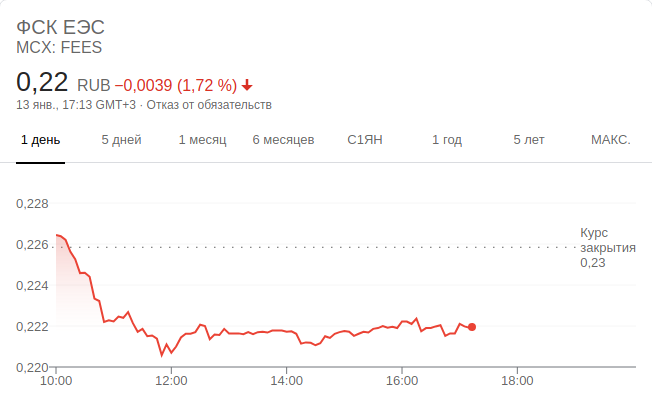 ФСК ЕЭС
MCX: FEES
0,22 RUB −0,0039 (1,72 %)
13 янв., 17:13 GMT+3 · Отказ от обязательств
1 день 5 дней 1 месяц 6 месяцев С1ЯН 1 год 5 лет МАКС.
0,228
0,226
Курс
закрытия
0,23
0,224
0,222
0,220
10:00 12:00 14:00 16:00 18:00